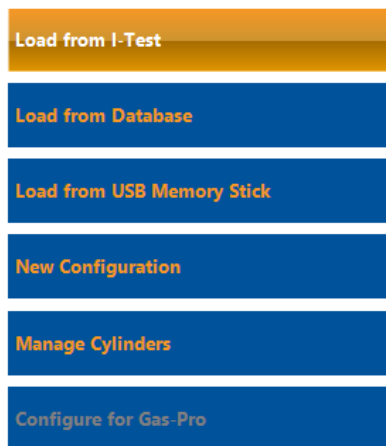 Load from I-Test
Load from Database
Load from USB Memory Stick
New Configuration
Manage Cylinders
Configure for Gas-Pro